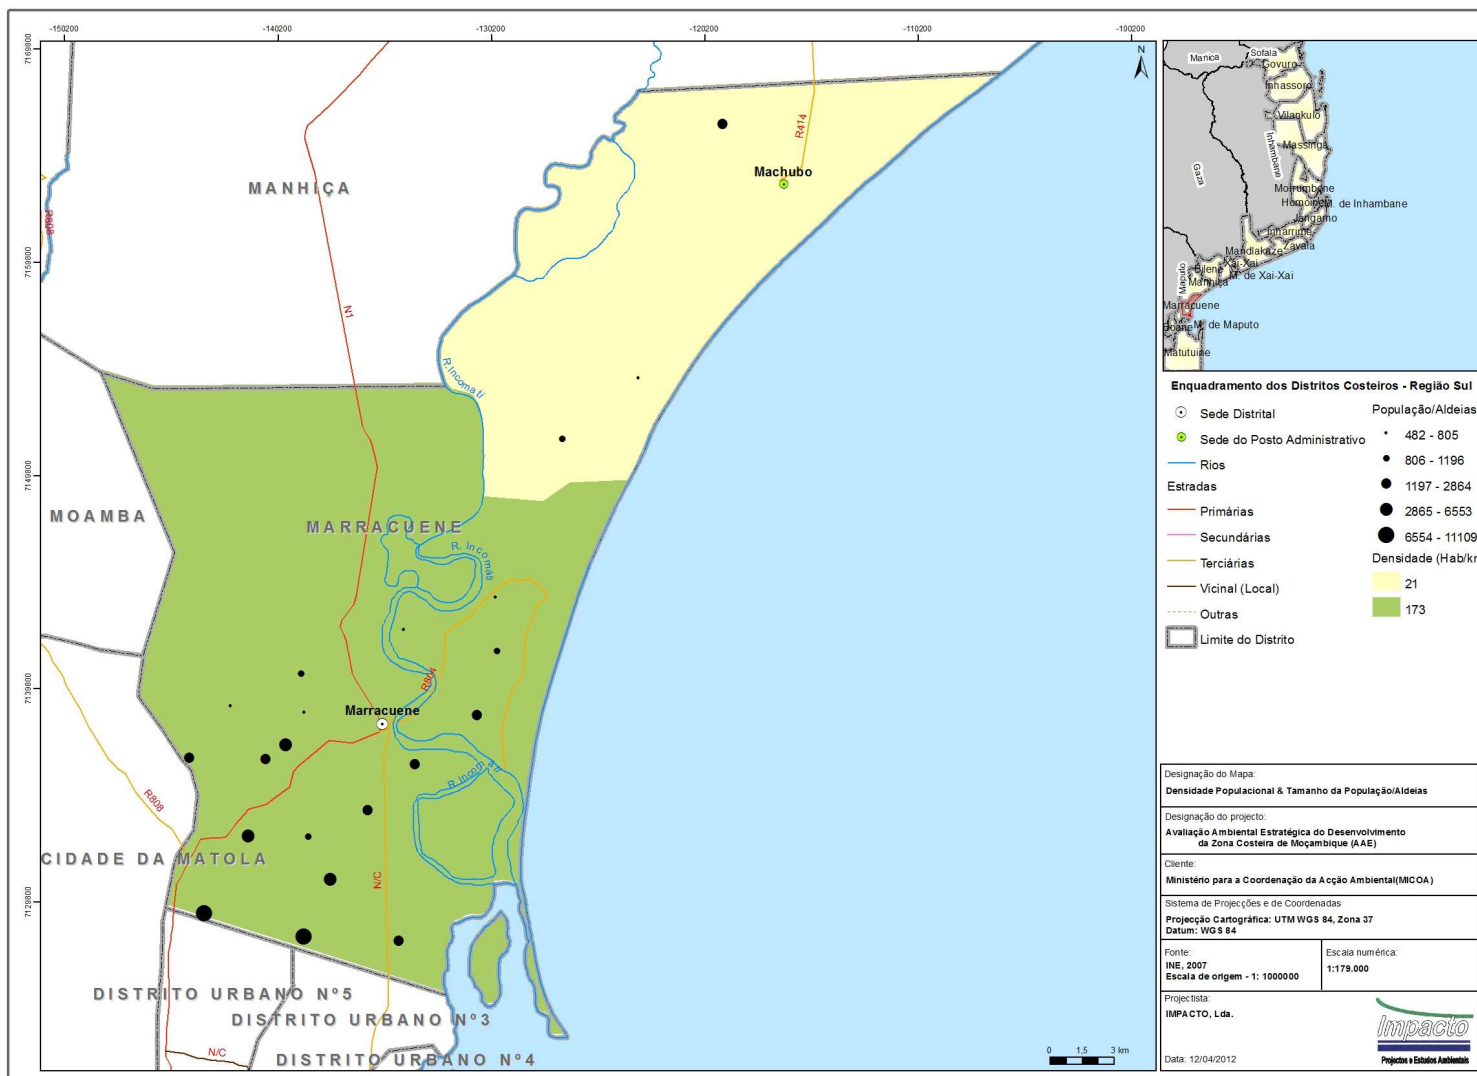 -150200
-140200
-130200
-120200
-110200
-100200
7169800
7159800
7149800
7139800
7129800
N
R414
Machubo
MANHIÇA
R808
N1
R.Incomati
MOAMBA
MARRACUENE
R. Incomáti
R804
Marracuene
R.Incomati
R808
CIDADE DA MATOLA
N/C
DISTRITO URBANO Nº5
DISTRITO URBANO Nº3
N/C
DISTRITO URBANO Nº4
0 1.5 3 km
Manica
Sofala
Govuro
Inhassoro
Vilankulo
Inhambane
Massinga
Gaza
Morrumbene
Homoine
M. de Inhambane
Jangamo
Inharrime
Zavala
Mandlakaze
Xai-Xai
Bilene
M. de Xai-Xai
Maputo
Manhiça
Marracuene
Boane
M. de Maputo
Matutuine
Enquadramento dos Distritos Costeiros - Região Sul
Sede Distrital
Sede do Posto Administrativo
Rios
Estradas
Primárias
Secundárias
Terciárias
Vicinal (Local)
Outras
Limite do Distrito
População/Aldeias
482 - 805
806 - 1196
1197 - 2864
2865 - 6553
6554 - 11109
Densidade (Hab/k
21
173
Designação do Mapa:
Densidade Populacional & Tamanho da População/Aldeias
Designação do projecto:
Avaliação Ambiental Estratégica do Desenvolvimento
da Zona Costeira de Moçambique (AAE)
Cliente:
Ministério para a Coordenação da Acção Ambiental(MICOA)
Sistema de Projecções e de Coordenadas
Projecção Cartográfica: UTM WGS 84, Zona 37
Datum: WGS 84
Fonte:
INE, 2007
Escala de origem - 1: 1000000
Escala numérica:
1:179.000
Projectista:
IMPACTO, Lda.
Data: 12/04/2012
Impacto
Projectos e Estudos Ambientais